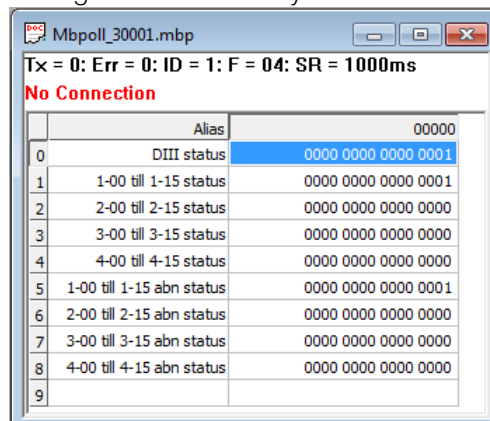 Mbpoll_30001.mbp
Tx = 0: Err = 0: ID = 1: F = 04: SR = 1000ms
No Connection
Alias 00000
0 DIII status 0000 0000 0000 0001
1 1-00 till 1-15 status 0000 0000 0000 0001
2 2-00 till 2-15 status 0000 0000 0000 0000
3 3-00 till 3-15 status 0000 0000 0000 0000
4 4-00 till 4-15 status 0000 0000 0000 0000
5 1-00 till 1-15 abn status 0000 0000 0000 0001
6 2-00 till 2-15 abn status 0000 0000 0000 0000
7 3-00 till 3-15 abn status 0000 0000 0000 0000
8 4-00 till 4-15 abn status 0000 0000 0000 0000
9